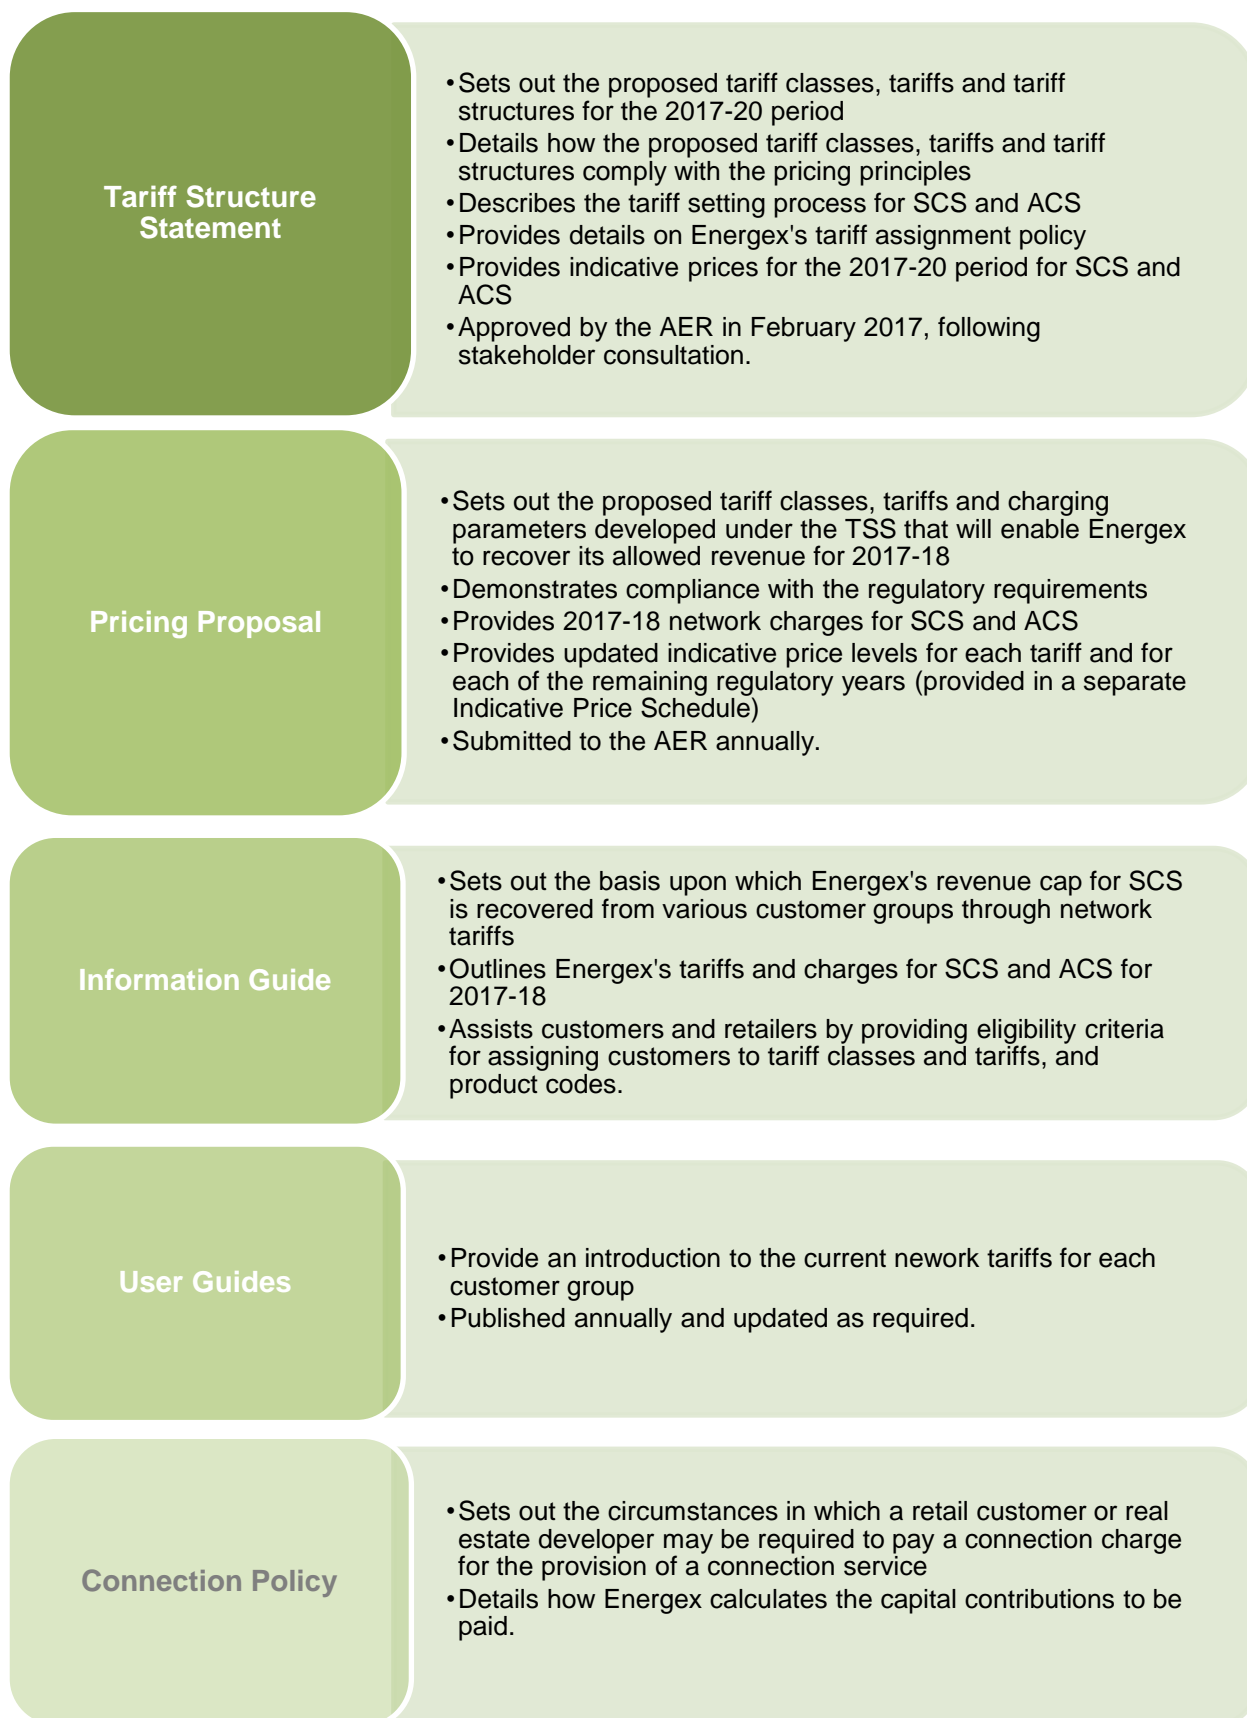 Tariff Structure
Statement
•Sets out the proposed tariff classes, tariffs and tariff
structures for the 2017-20 period
•Details how the proposed tariff classes, tariffs and tariff
structures comply with the pricing principles
•Describes the tariff setting process for SCS and ACS
•Provides details on Energex's tariff assignment policy
•Provides indicative prices for the 2017-20 period for SCS and
ACS
•Approved by the AER in February 2017, following
stakeholder consultation.
Pricing Proposal
•Sets out the proposed tariff classes, tariffs and charging
parameters developed under the TSS that will enable Energex
to recover its allowed revenue for 2017-18
•Demonstrates compliance with the regulatory requirements
•Provides 2017-18 network charges for SCS and ACS
•Provides updated indicative price levels for each tariff and for
each of the remaining regulatory years (provided in a separate
Indicative Price Schedule)
•Submitted to the AER annually.
Information Guide
•Sets out the basis upon which Energex's revenue cap for SCS
is recovered from various customer groups through network
tariffs
•Outlines Energex's tariffs and charges for SCS and ACS for
2017-18
•Assists customers and retailers by providing eligibility criteria
for assigning customers to tariff classes and tariffs, and
product codes.
User Guides
•Provide an introduction to the current nework tariffs for each
customer group
•Published annually and updated as required.
Connection Policy
•Sets out the circumstances in which a retail customer or real
estate developer may be required to pay a connection charge
for the provision of a connection service
•Details how Energex calculates the capital contributions to be
paid.